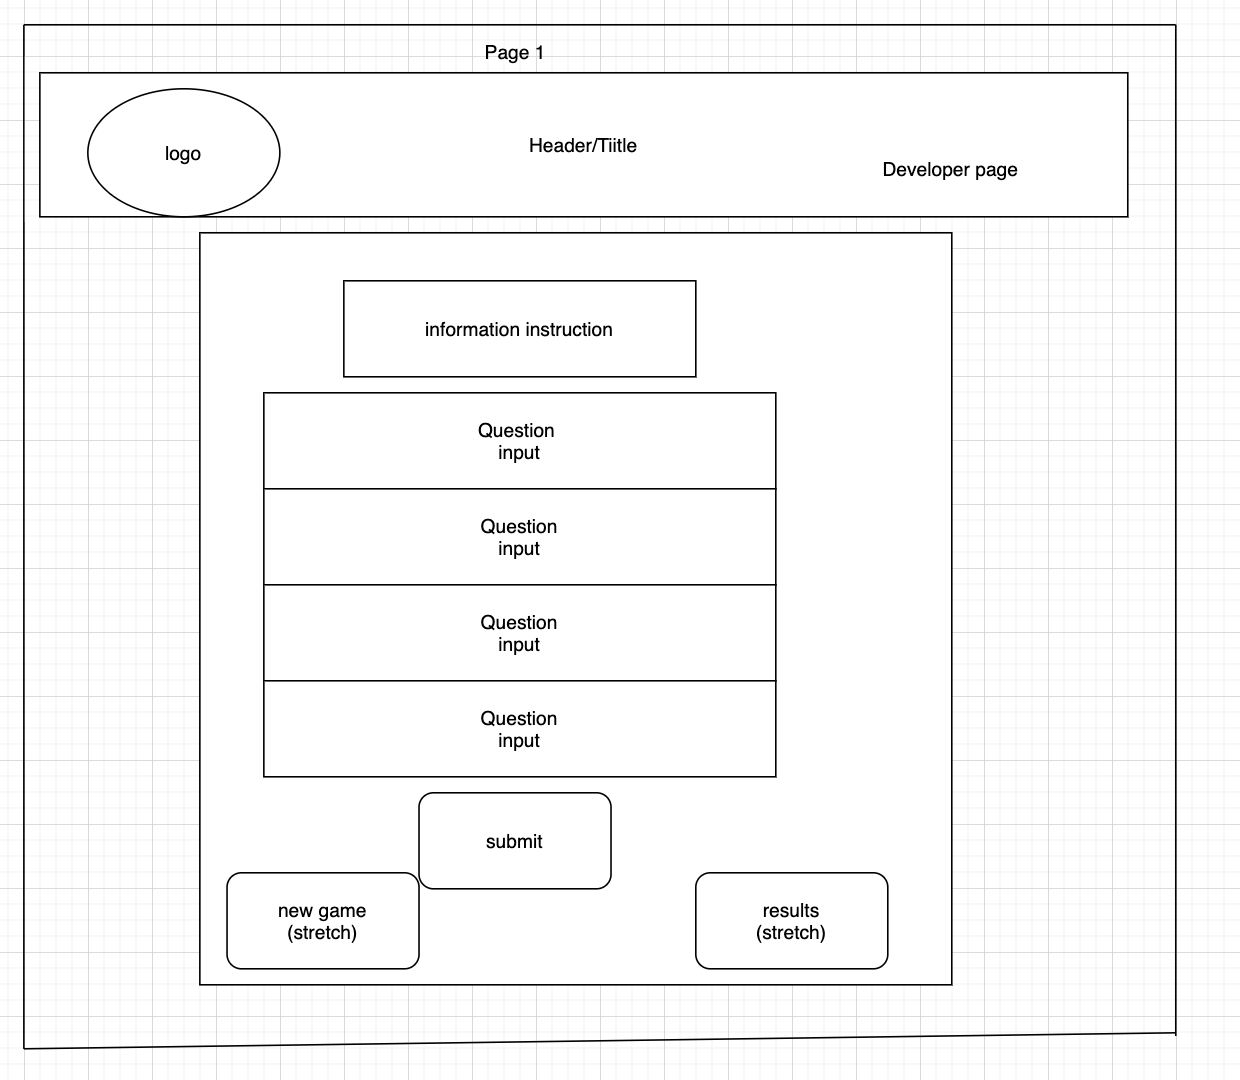 Page 1
logo
Header/Tiitle
Developer page
information instruction
Question
input
Question
input
Question
input
Question
input
submit
new game
(stretch)
results
(stretch)